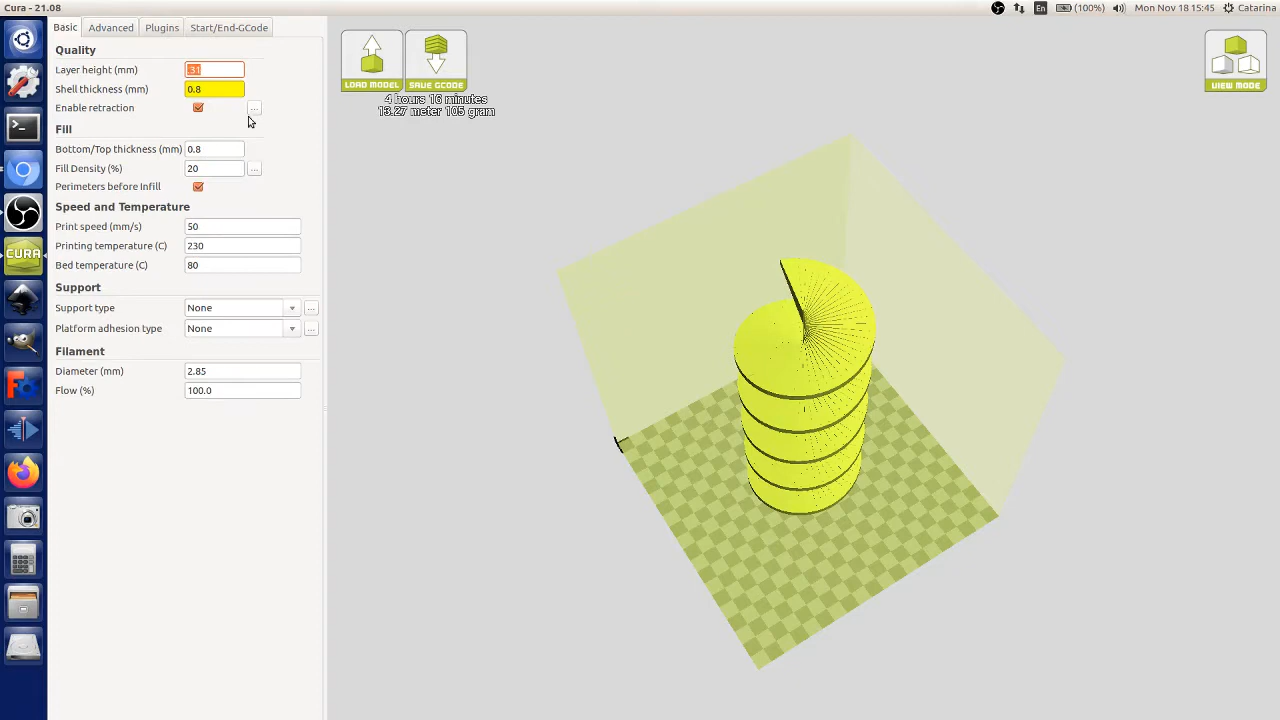 Cura - 21.08
En
(100%)
Mon Nov 18 15:45
Catarina
Basic
Advanced
Plugins
Start/End-GCode
Quality
Layer height (mm)
.31
Shell thickness (mm)
0.8
Enable retraction
...
Fill
Bottom/Top thickness (mm)
0.8
Fill Density (%)
20
...
Perimeters before Infill
Speed and Temperature
Print speed (mm/s)
50
Printing temperature (C)
230
Bed temperature (C)
80
Support
Support type
None
...
Platform adhesion type
None
...
Filament
Diameter (mm)
2.85
Flow (%)
100.0
CURA
LOAD MODEL
SAVE GCODE
4 hours 16 minutes
13.27 meter 105 gram
VIEW MODE